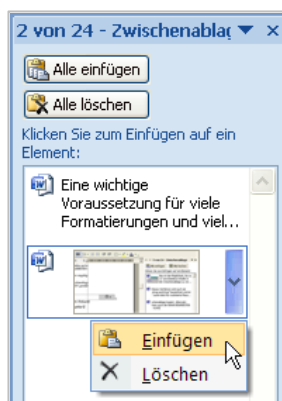 2 von 24 - Zwischenablag
Alle einfügen
Alle löschen
Klicken Sie zum Einfügen auf ein
Element:
Eine wichtige
Voraussetzung für viele
Formatierungen und viel...
Einfügen
Löschen